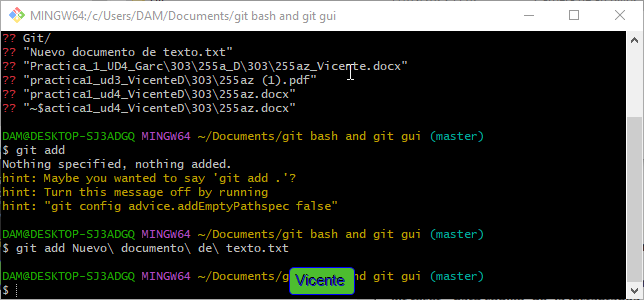 MINGW64:/c/Users/DAM/Documents/git bash and git gui
?? Git/
?? "Nuevo documento de texto.txt"
?? "Practica_1_UD4_Garc\303\255a_D\303\255az_Vicente.docx"
?? "practica1_ud3_VicenteD\303\255az (1).pdf"
?? "practica1_ud4_VicenteD\303\255az.docx"
?? "~$actica1_ud4_VicenteD\303\255az.docx"
DAM@DESKTOP-SJ3ADGQ MINGW64 ~/Documents/git bash and git gui (master)
$ git add
Nothing specified, nothing added.
hint: Maybe you wanted to say 'git add .'?
hint: Turn this message off by running
hint: "git config advice.addEmptyPathspec false"
DAM@DESKTOP-SJ3ADGQ MINGW64 ~/Documents/git bash and git gui (master)
$ git add Nuevo\ documento\ de\ texto.txt
DAM@DESKTOP-SJ3ADGQ MINGW64 ~/Documents/git bash and git gui (master)
$
Vicente